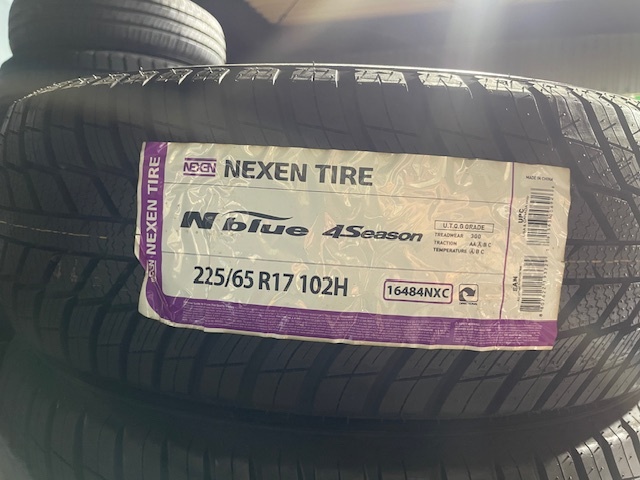 NEXEN TIRE
NEXEN NEXEN TIRE
MADE IN CHINA
N blue 4Season
U.T.Q.G GRADE
TREADWEAR 300
TRACTION AA A B C
TEMPERATURE A B C
225/65 R17 102H
16484NXC
UPC
EAN